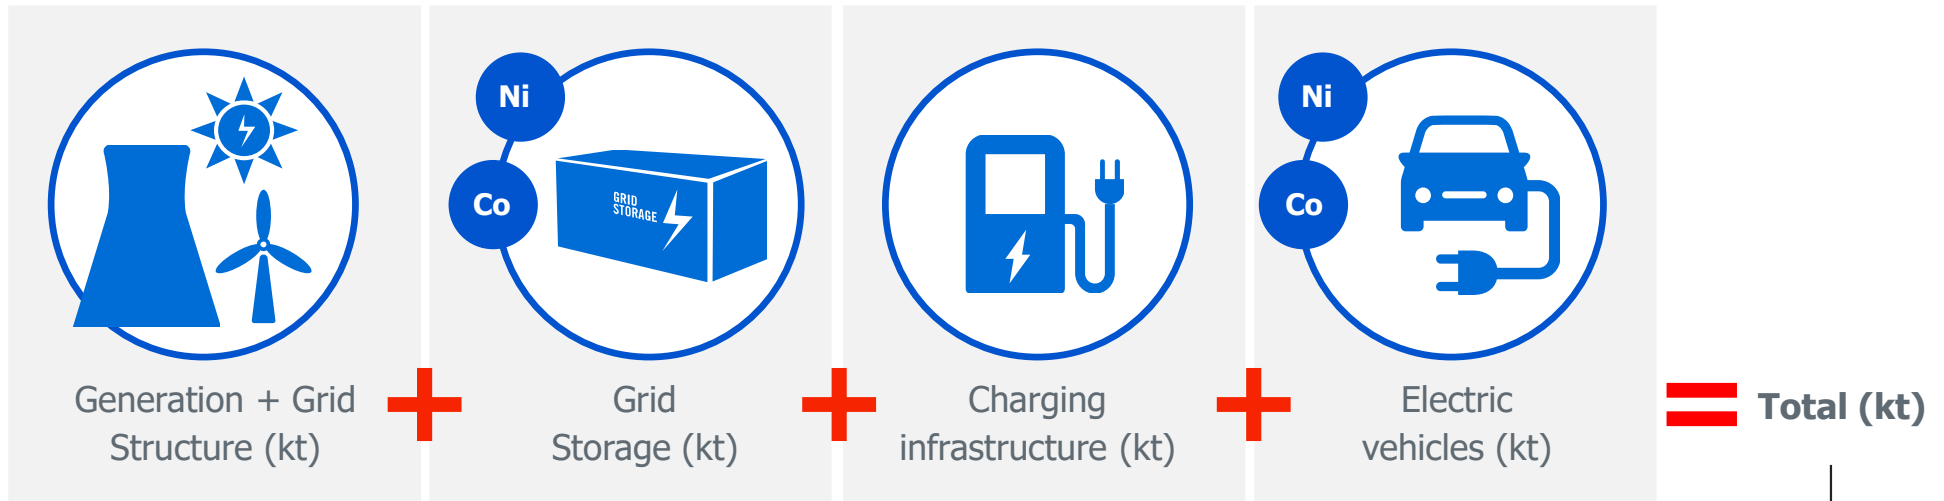 Ni
Co
GRID
STORAGE
Ni
Co
Generation + Grid
Structure (kt)
+
Grid
Storage (kt)
+
Charging
infrastructure (kt)
+
Electric
vehicles (kt)
=
Total (kt)